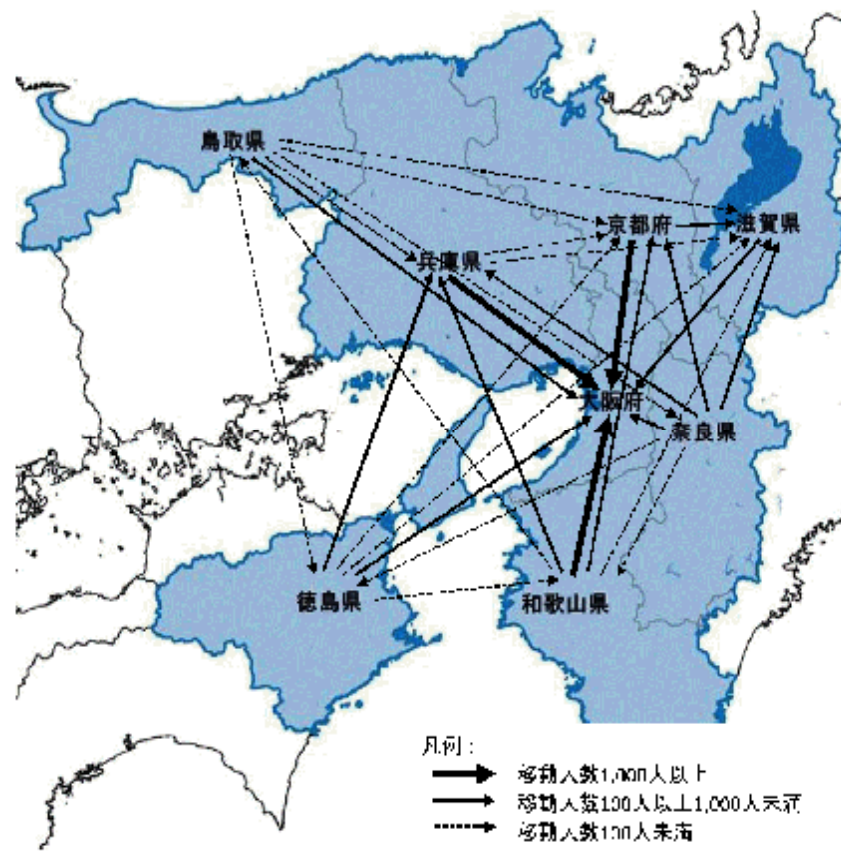 鳥取県
京都府
滋賀県
兵庫県
大阪府
奈良県
徳島県
和歌山県
凡例：
移動人数1,000人以上
移動人数100人以上1,000人未満
移動人数100人未満